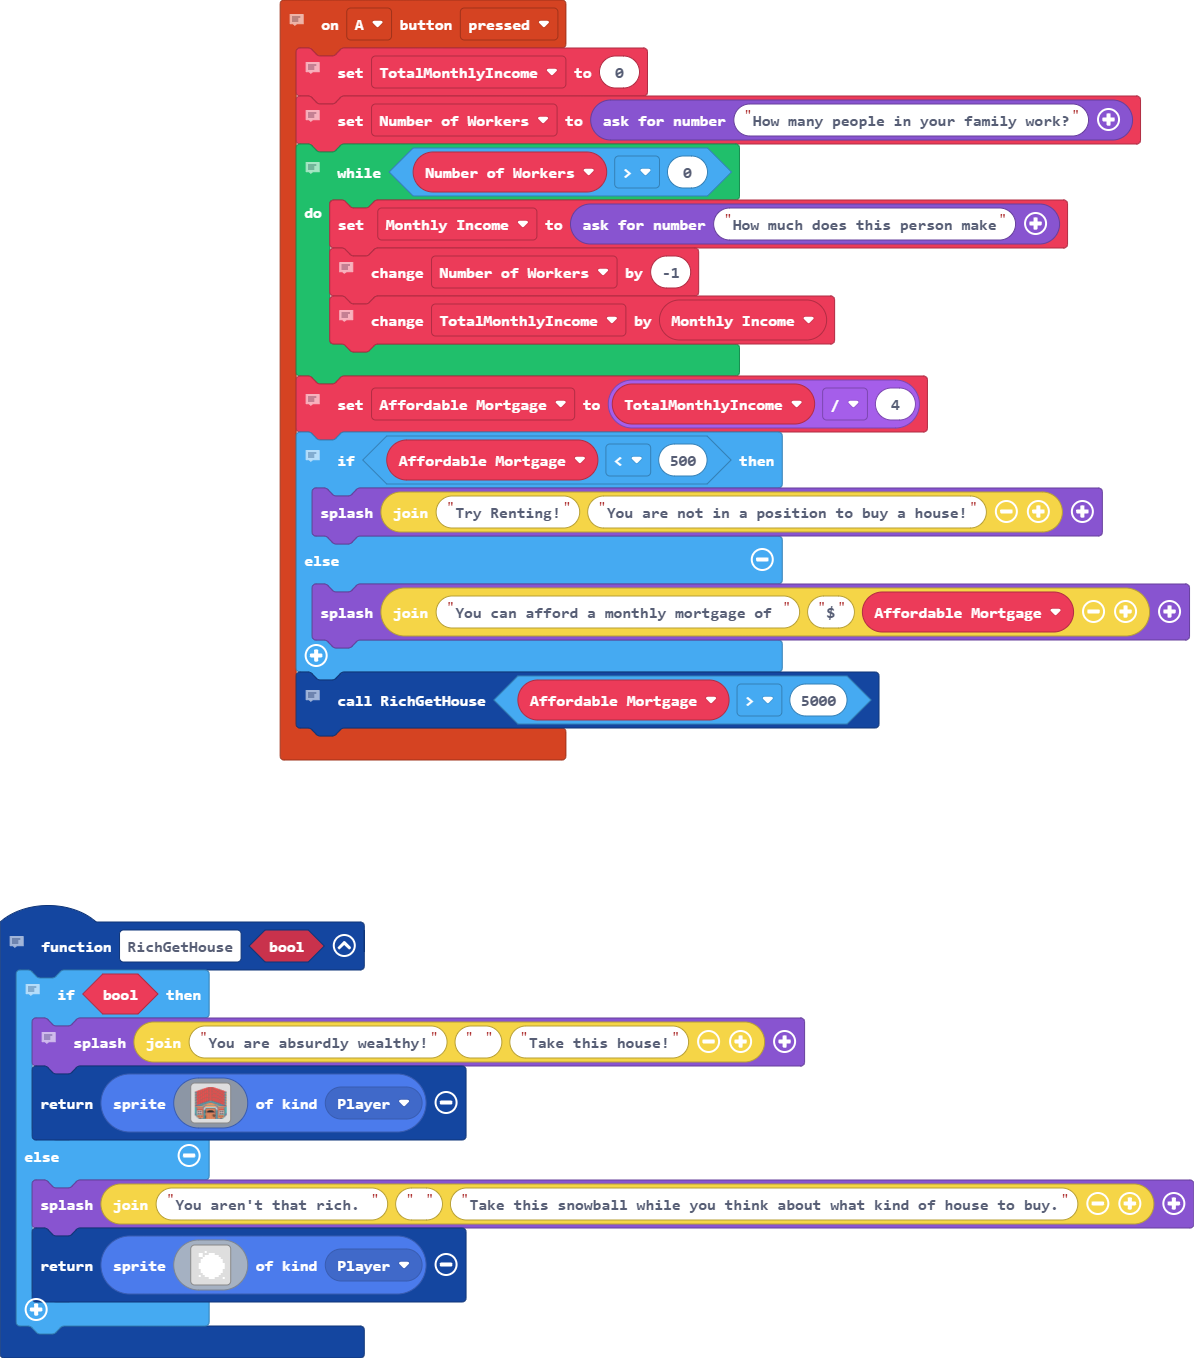 on A button pressed
set TotalMonthlyIncome to 0
set Number of Workers to ask for number "How many people in your family work?"
while Number of Workers > 0
do
set Monthly Income to ask for number "How much does this person make"
change Number of Workers by -1
change TotalMonthlyIncome by Monthly Income
set Affordable Mortgage to TotalMonthlyIncome / 4
if Affordable Mortgage < 500 then
splash join "Try Renting!" "You are not in a position to buy a house!"
else
splash join "You can afford a monthly mortgage of " "$" Affordable Mortgage
call RichGetHouse Affordable Mortgage > 5000
function RichGetHouse bool
if bool then
splash join "You are absurdly wealthy!" " " "Take this house!"
return sprite of kind Player
else
splash join "You aren't that rich. " " " "Take this snowball while you think about what kind of house to buy."
return sprite of kind Player